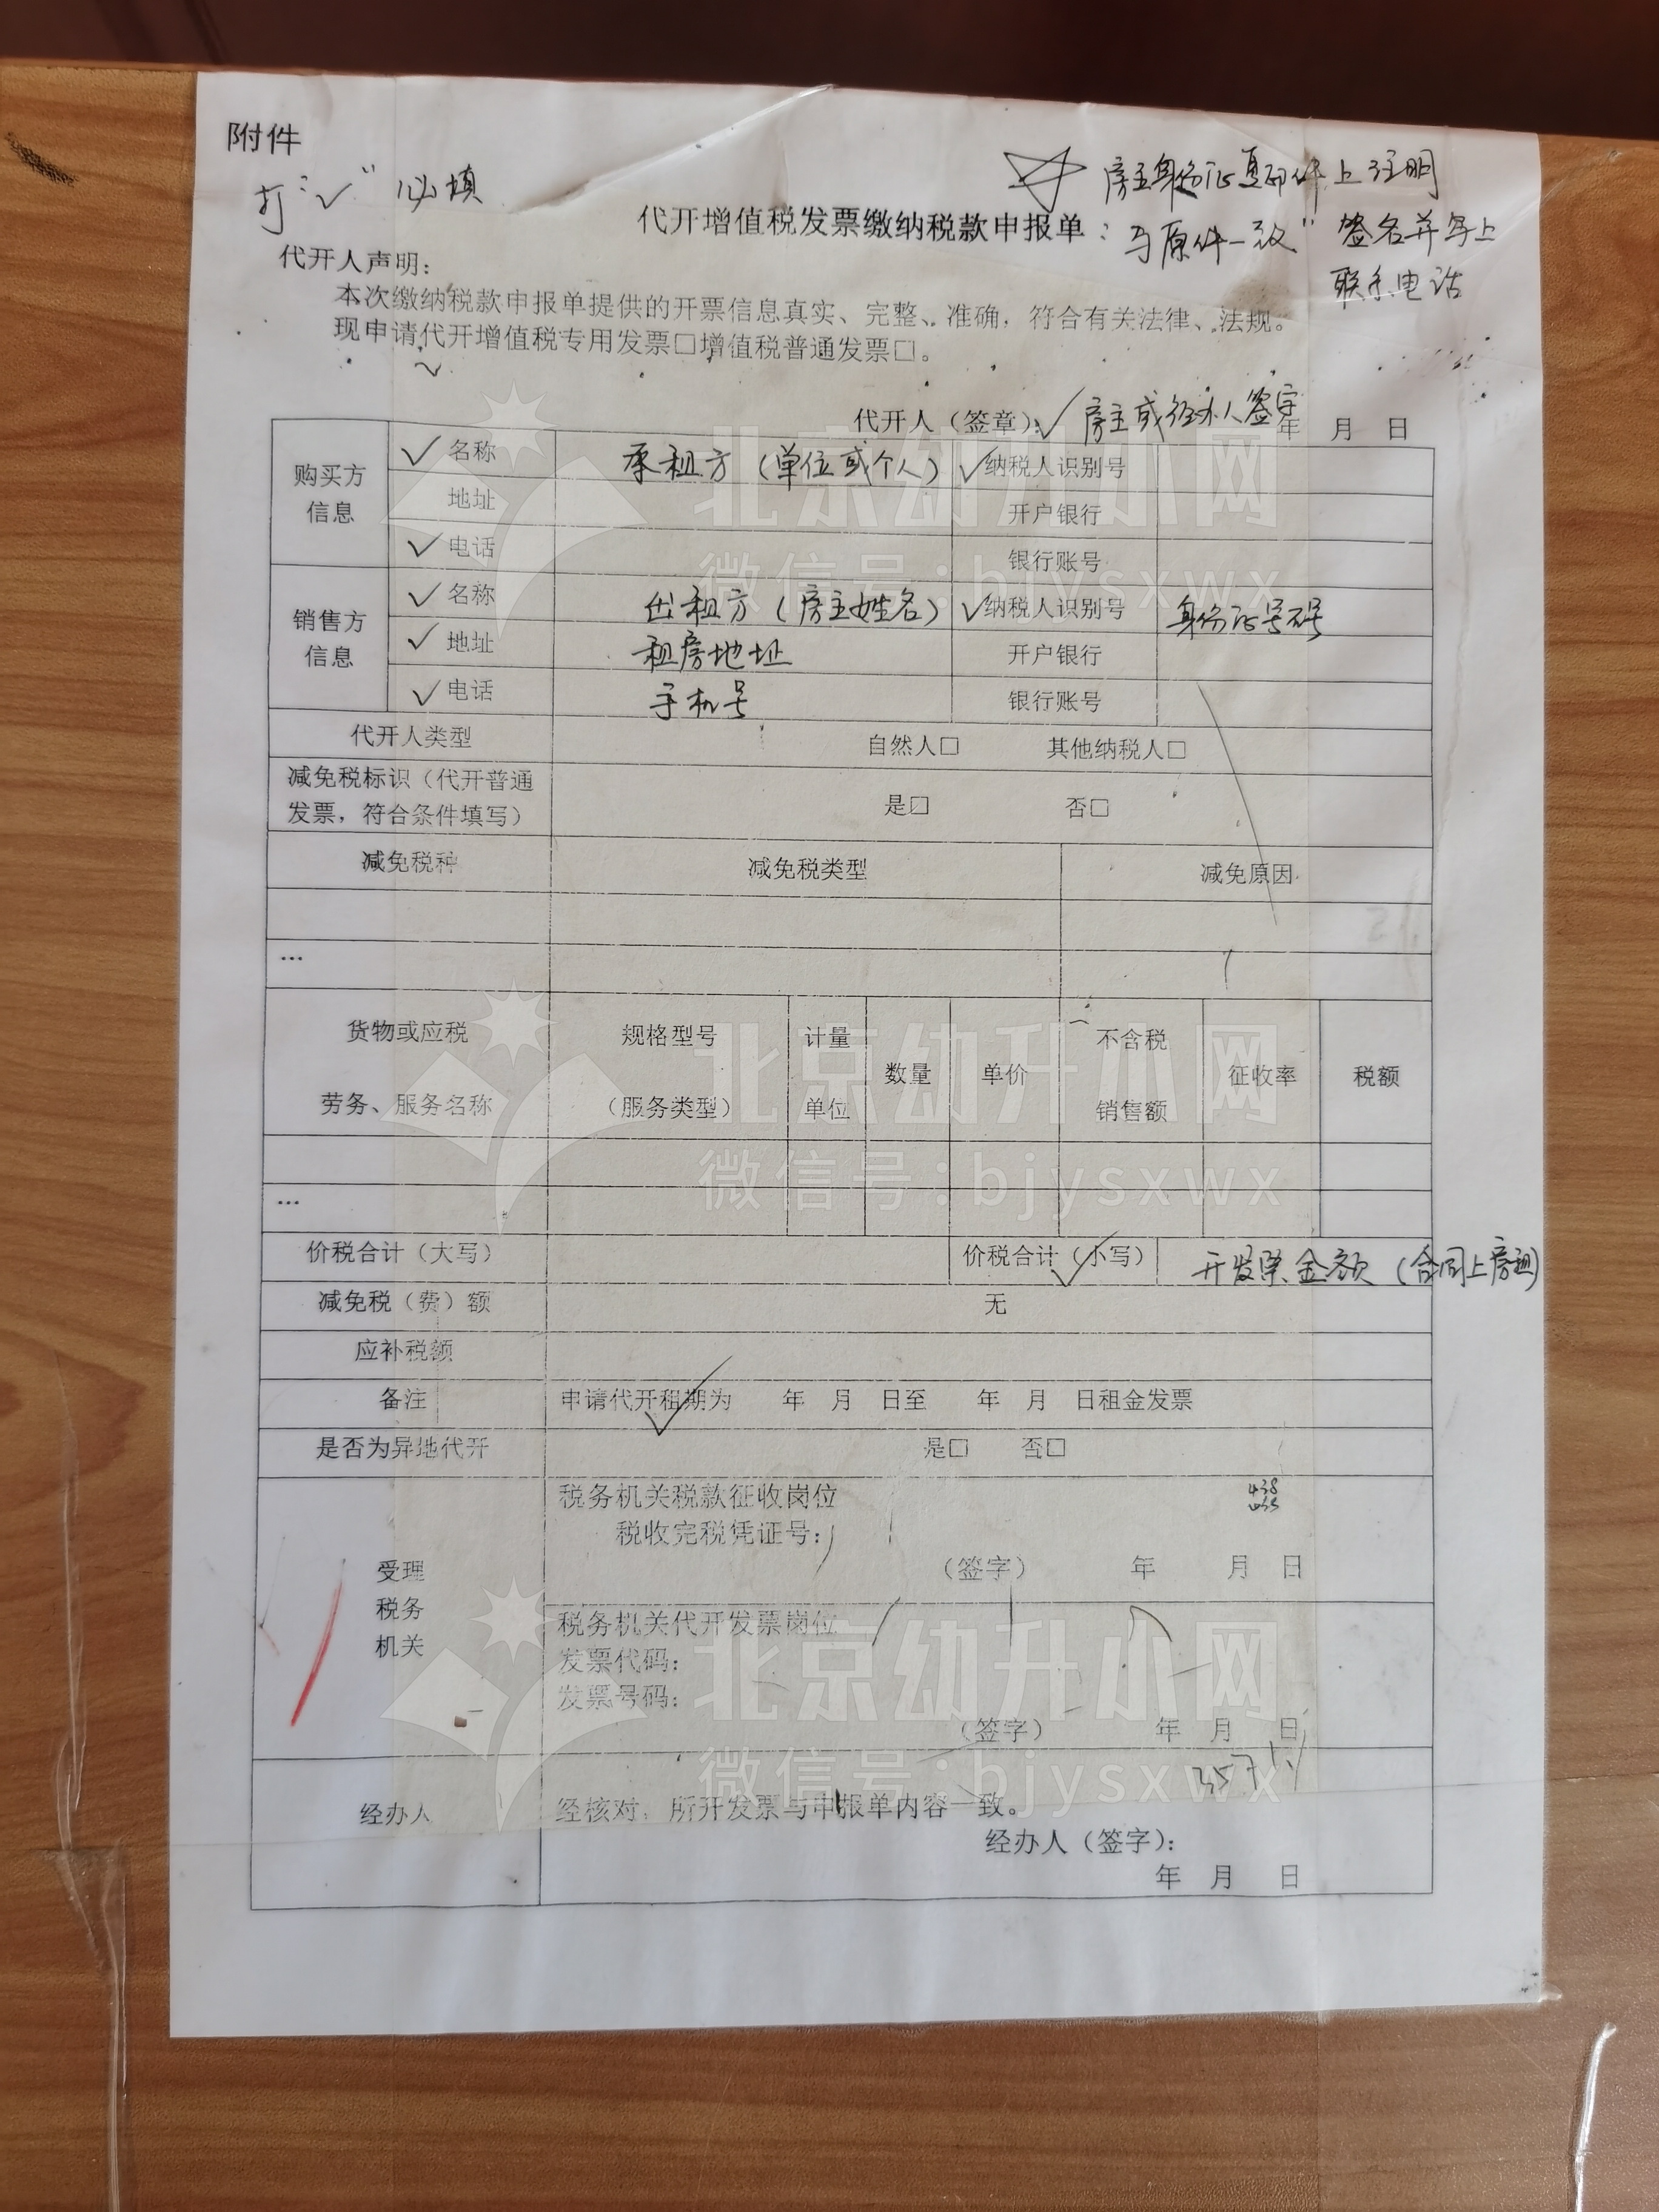 附件
打“√”必填
☆ 房主身份证复印件上注明
代开增值税发票缴纳税款申报单：与原件一致" 签名并写上
联系电话
代开人声明：
本次缴纳税款申报单提供的开票信息真实、完整、准确，符合有关法律、法规。
现申请代开增值税专用发票□增值税普通发票□。
代开人（签章）：√ 房主或经办人签字 年 月 日
购买方信息
√ 名称 承租方（单位或个人） √ 纳税人识别号
地址 开户银行
√ 电话 银行账号
销售方信息
√ 名称 出租方（房主姓名） √ 纳税人识别号 身份证号码
√ 地址 租房地址 开户银行
√ 电话 手机号 银行账号
代开人类型 自然人□ 其他纳税人□
减免税标识（代开普通
发票，符合条件填写） 是□ 否□
减免税种 减免税类型 减免原因
…
货物或应税 规格型号 计量 不含税
数量 单价 征收率 税额
劳务、服务名称 （服务类型） 单位 销售额
…
价税合计（大写） 价税合计（小写） √ 开发票金额（合同上房租）
减免税（费）额 无
应补税额
备注 申请代开租期为 年 月 日至 年 月 日租金发票 √
是否为异地代开 是□ 否□
受理
税务
机关
税务机关税款征收岗位
税收完税凭证号：
（签字） 年 月 日
税务机关代开发票岗位
发票代码：
发票号码：
（签字） 年 月 日
经办人 经核对，所开发票与申报单内容一致。
经办人（签字）：
年 月 日
北京幼升小网
微信号:bjysxwx
北京幼升小网
微信号:bjysxwx
北京幼升小网
微信号:bjysxwx